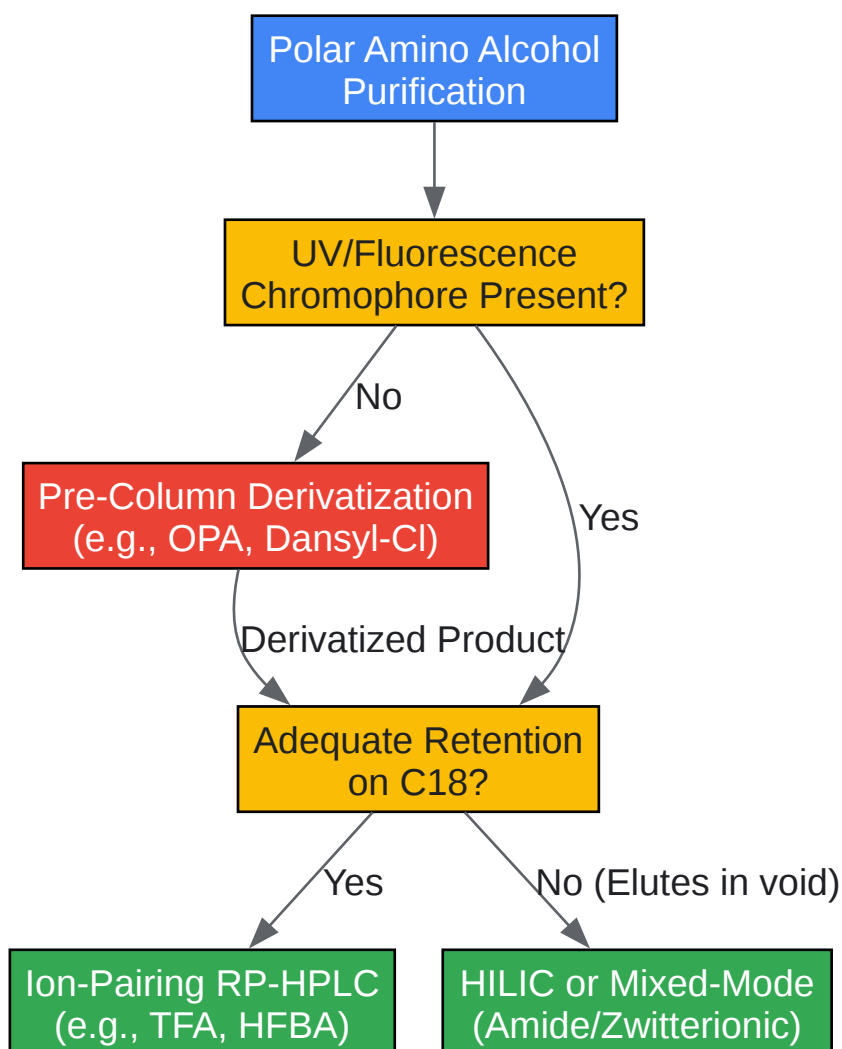 Polar Amino Alcohol
Purification
UV/Fluorescence
Chromophore Present?
No
Pre-Column Derivatization
(e.g., OPA, Dansyl-Cl)
Yes
Derivatized Product
Adequate Retention
on C18?
Yes
No (Elutes in void)
Ion-Pairing RP-HPLC
(e.g., TFA, HFBA)
HILIC or Mixed-Mode
(Amide/Zwitterionic)